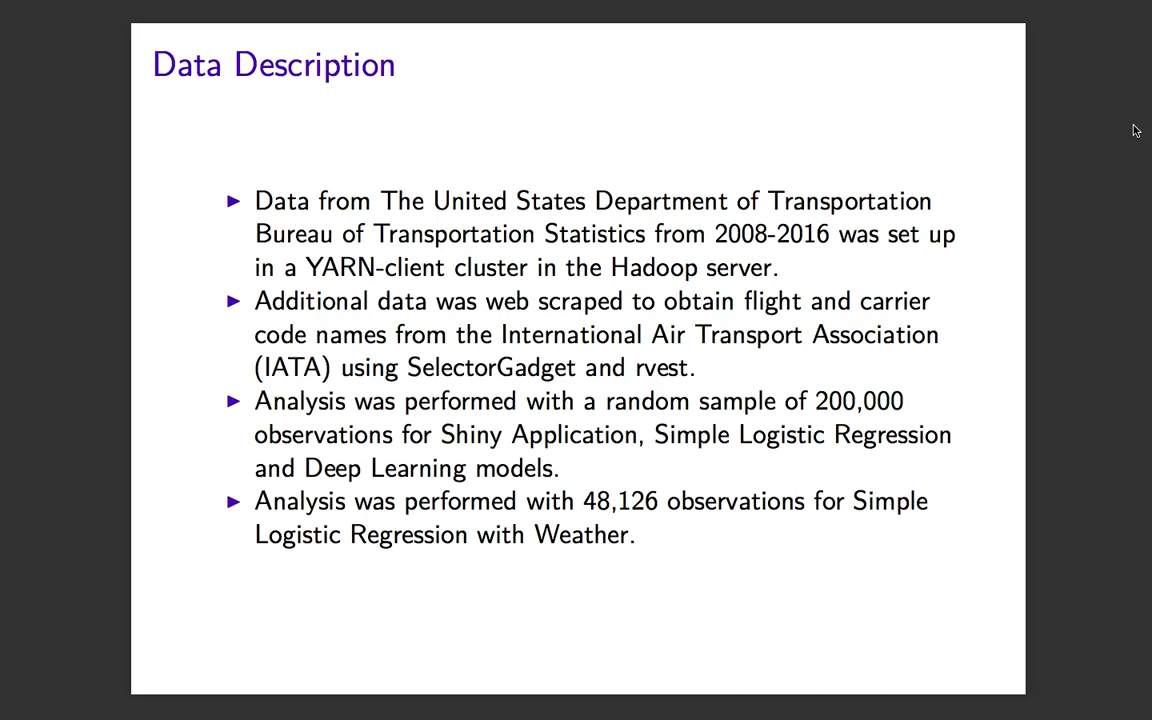 Data Description
Data from The United States Department of Transportation
Bureau of Transportation Statistics from 2008-2016 was set up
in a YARN-client cluster in the Hadoop server.
Additional data was web scraped to obtain flight and carrier
code names from the International Air Transport Association
(IATA) using SelectorGadget and rvest.
Analysis was performed with a random sample of 200,000
observations for Shiny Application, Simple Logistic Regression
and Deep Learning models.
Analysis was performed with 48,126 observations for Simple
Logistic Regression with Weather.